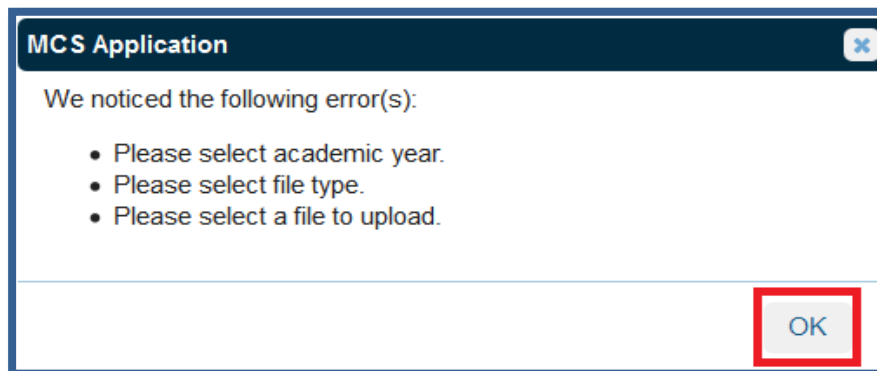 MCS Application
We noticed the following error(s):
• Please select academic year.
• Please select file type.
• Please select a file to upload.
OK